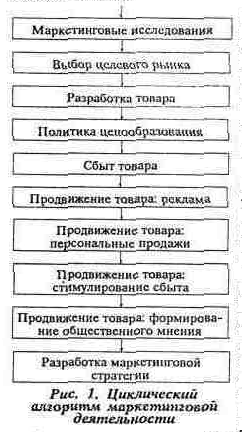 Маркетинговые исследования
Выбор целевого рынка
Разработка товара
Политика ценообразования
Сбыт товара
Продвижение товара: реклама
Продвижение товара:
персональные продажи
Продвижение товара:
стимулирование сбыта
Продвижение товара: формирова-
ние общественного мнения
Разработка маркетинговой
стратегии
Рис. 1. Циклический
алгоритм маркетинговой
деятельности